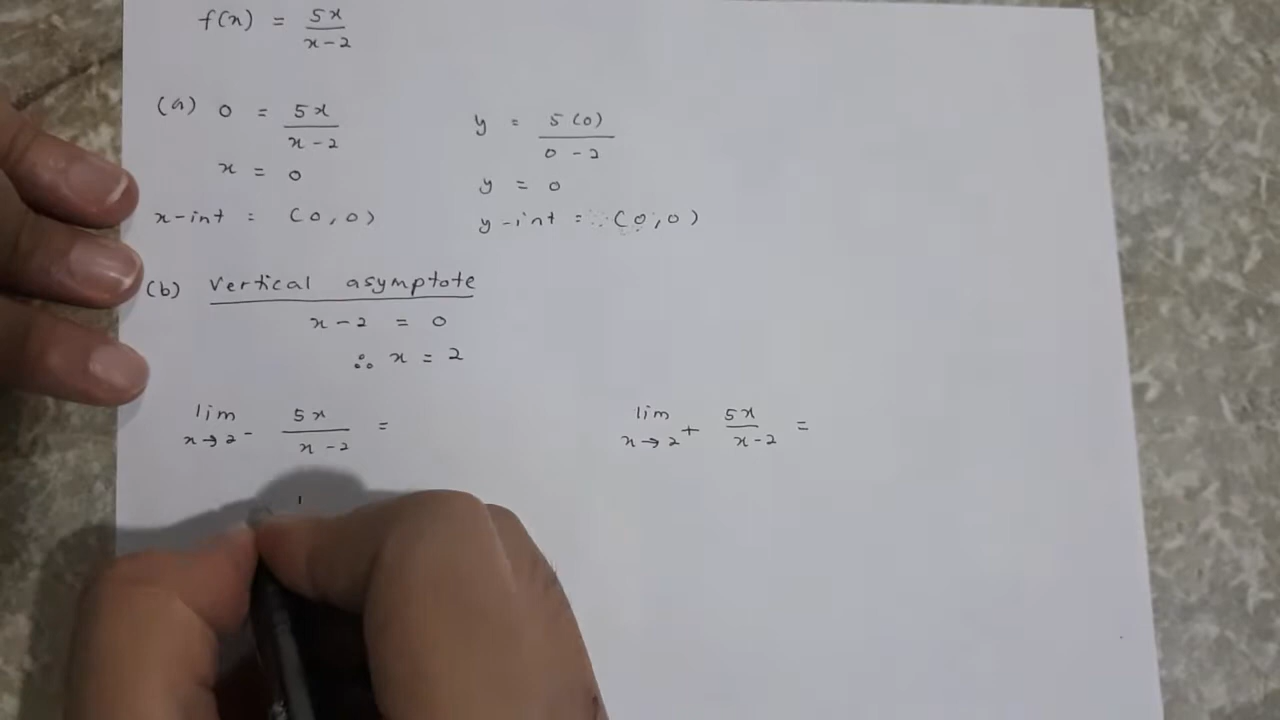 f(x) = 5x / x-2
(a) 0 = 5x / x-2
x = 0
x-int = (0,0)
y = 5(0) / 0-2
y = 0
y-int = (0,0)
(b) vertical asymptote
x-2 = 0
∴ x = 2
lim x→2⁻ 5x / x-2 =
lim x→2⁺ 5x / x-2 =